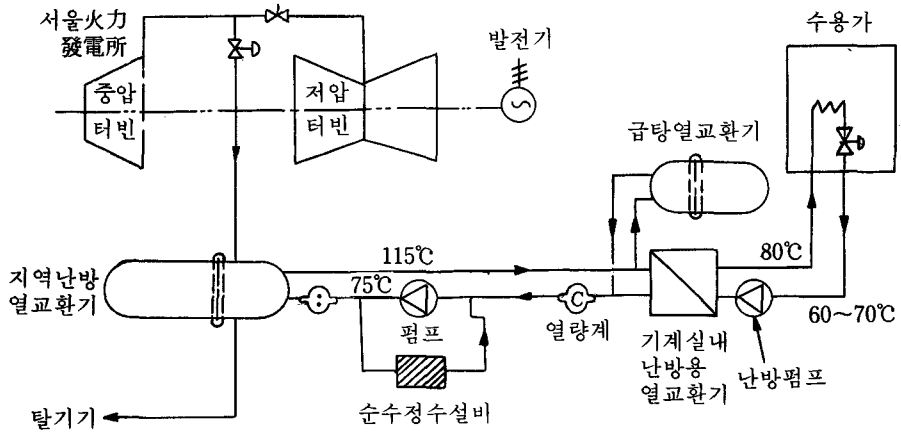 서울火力
發電所
중압
터빈
저압
터빈
발전기
수용가
급탕열교환기
지역난방
열교환기
115℃
75℃
펌프
C
열량계
80℃
60~70℃
기계실내
난방용
열교환기
난방펌프
순수정수설비
탈기기